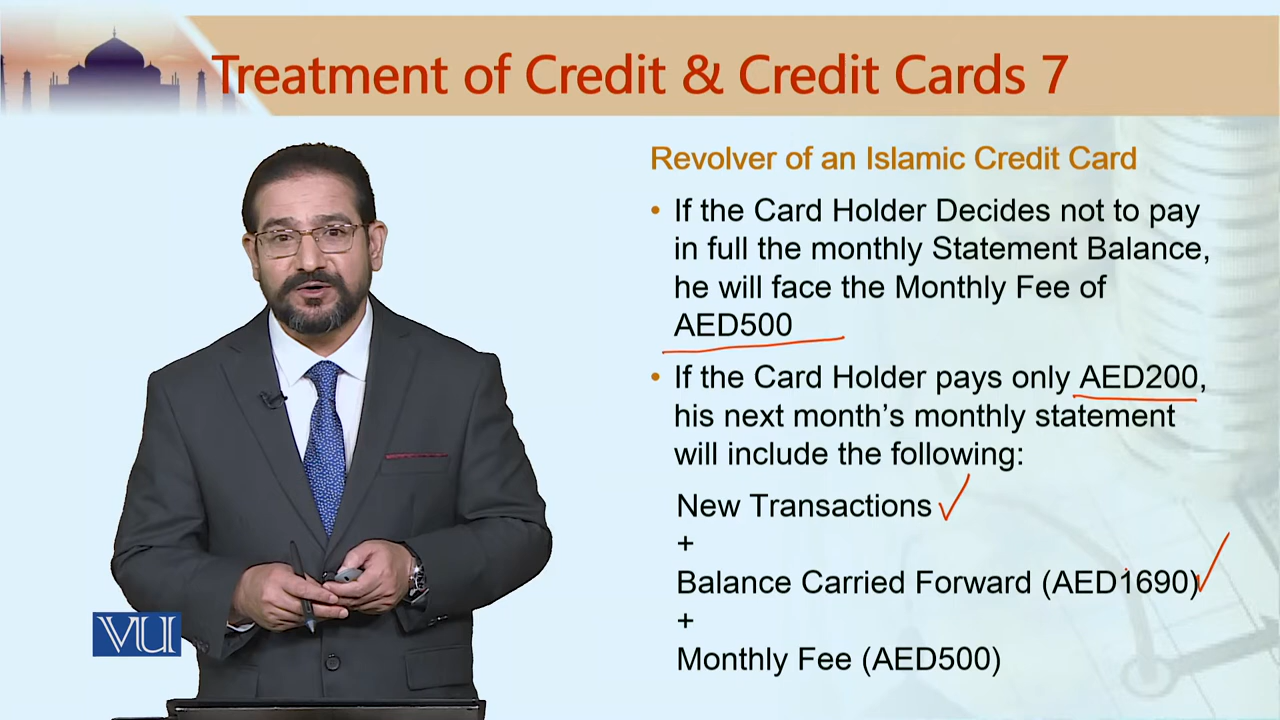 Treatment of Credit & Credit Cards 7
Revolver of an Islamic Credit Card
• If the Card Holder Decides not to pay
in full the monthly Statement Balance,
he will face the Monthly Fee of
AED500
• If the Card Holder pays only AED200,
his next month’s monthly statement
will include the following:
New Transactions
+
Balance Carried Forward (AED1690)
+
Monthly Fee (AED500)
VU